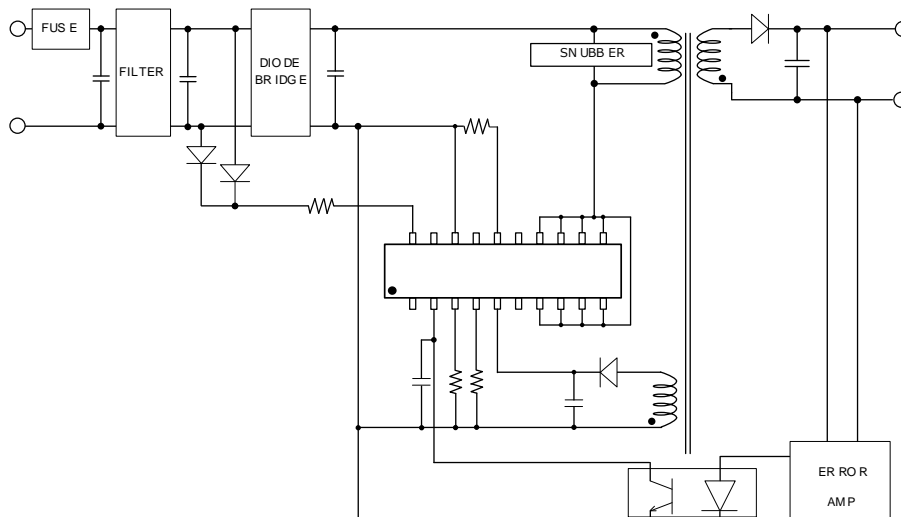 FUSE
FILTER
DIODE
BRIDGE
SNUBBER
ERROR
AMP